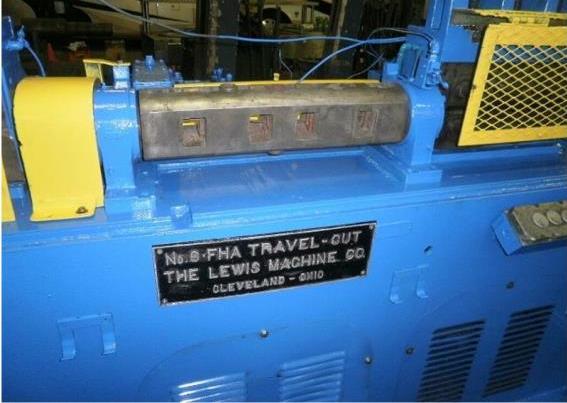 No.8-FHA TRAVEL-CUT
THE LEWIS MACHINE CO.
CLEVELAND-OHIO